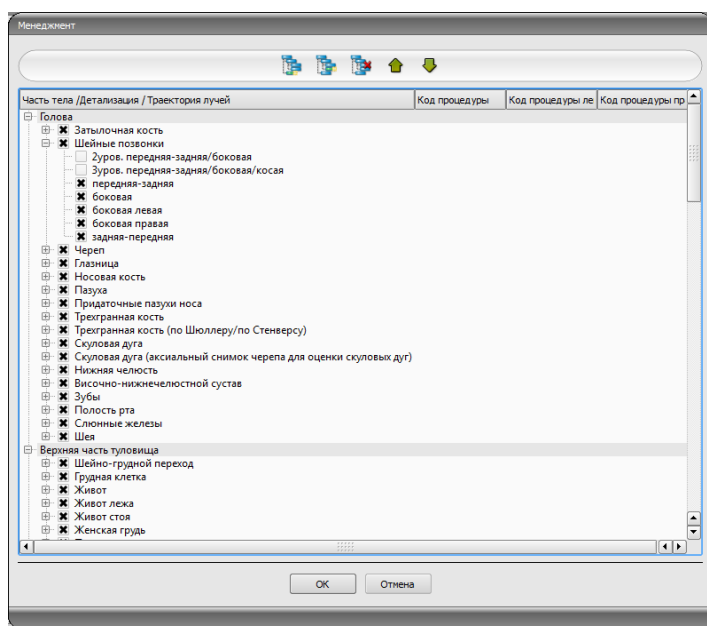 Менеджмент
Часть тела /Детализация / Траектория лучей Код процедуры Код процедуры ле Код процедуры пр
Голова
Затылочная кость
Шейные позвонки
2уров. передняя-задняя/боковая
3уров. передняя-задняя/боковая/косая
передняя-задняя
боковая
боковая левая
боковая правая
задняя-передняя
Череп
Глазница
Носовая кость
Пазуха
Придаточные пазухи носа
Трехгранная кость
Трехгранная кость (по Шюллеру/по Стенверсу)
Скуловая дуга
Скуловая дуга (аксиальный снимок черепа для оценки скуловых дуг)
Нижняя челюсть
Височно-нижнечелюстной сустав
Зубы
Полость рта
Слюнные железы
Шея
Верхняя часть туловища
Шейно-грудной переход
Грудная клетка
Живот
Живот лежа
Живот стоя
Женская грудь
OK Отмена